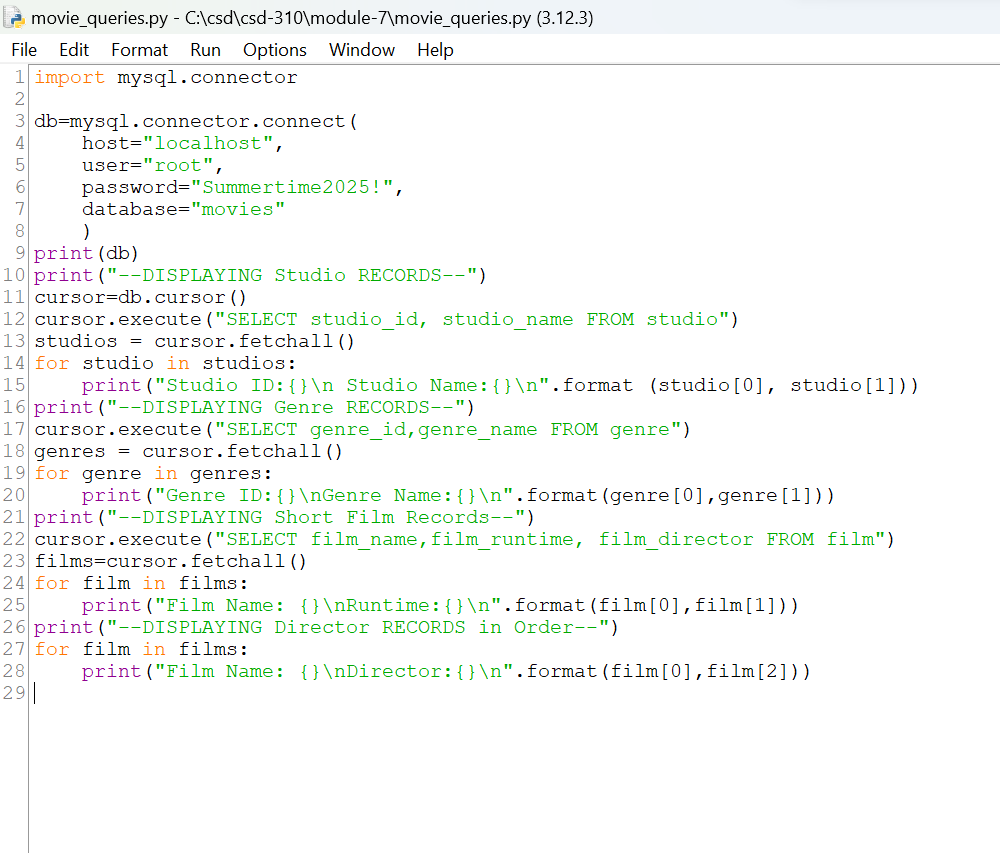 movie_queries.py - C:\csd\csd-310\module-7\movie_queries.py (3.12.3)
File Edit Format Run Options Window Help
1 import mysql.connector
2
3 db=mysql.connector.connect(
4     host="localhost",
5     user="root",
6     password="Summertime2025!",
7     database="movies"
8     )
9 print(db)
10 print("--DISPLAYING Studio RECORDS--")
11 cursor=db.cursor()
12 cursor.execute("SELECT studio_id, studio_name FROM studio")
13 studios = cursor.fetchall()
14 for studio in studios:
15     print("Studio ID:{}\n Studio Name:{}\n".format (studio[0], studio[1]))
16 print("--DISPLAYING Genre RECORDS--")
17 cursor.execute("SELECT genre_id,genre_name FROM genre")
18 genres = cursor.fetchall()
19 for genre in genres:
20     print("Genre ID:{}\nGenre Name:{}\n".format(genre[0],genre[1]))
21 print("--DISPLAYING Short Film Records--")
22 cursor.execute("SELECT film_name,film_runtime, film_director FROM film")
23 films=cursor.fetchall()
24 for film in films:
25     print("Film Name: {}\nRuntime:{}\n".format(film[0],film[1]))
26 print("--DISPLAYING Director RECORDS in Order--")
27 for film in films:
28     print("Film Name: {}\nDirector:{}\n".format(film[0],film[2]))
29